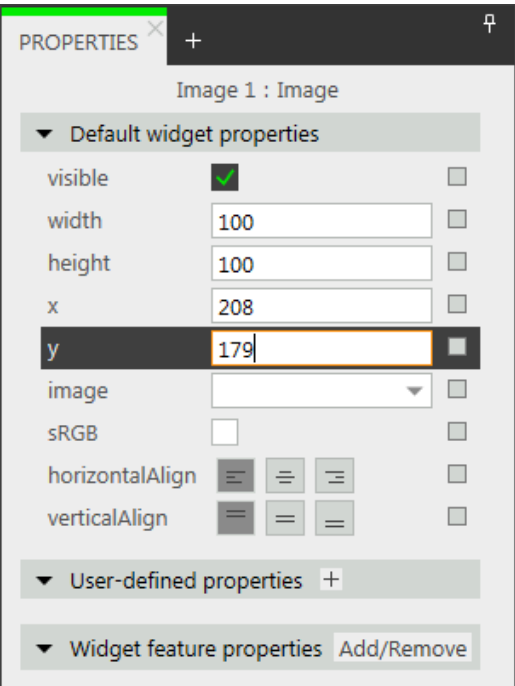 PROPERTIES +
Image 1 : Image
Default widget properties
visible
width 100
height 100
x 208
y 179
image
sRGB
horizontalAlign
verticalAlign
User-defined properties +
Widget feature properties Add/Remove